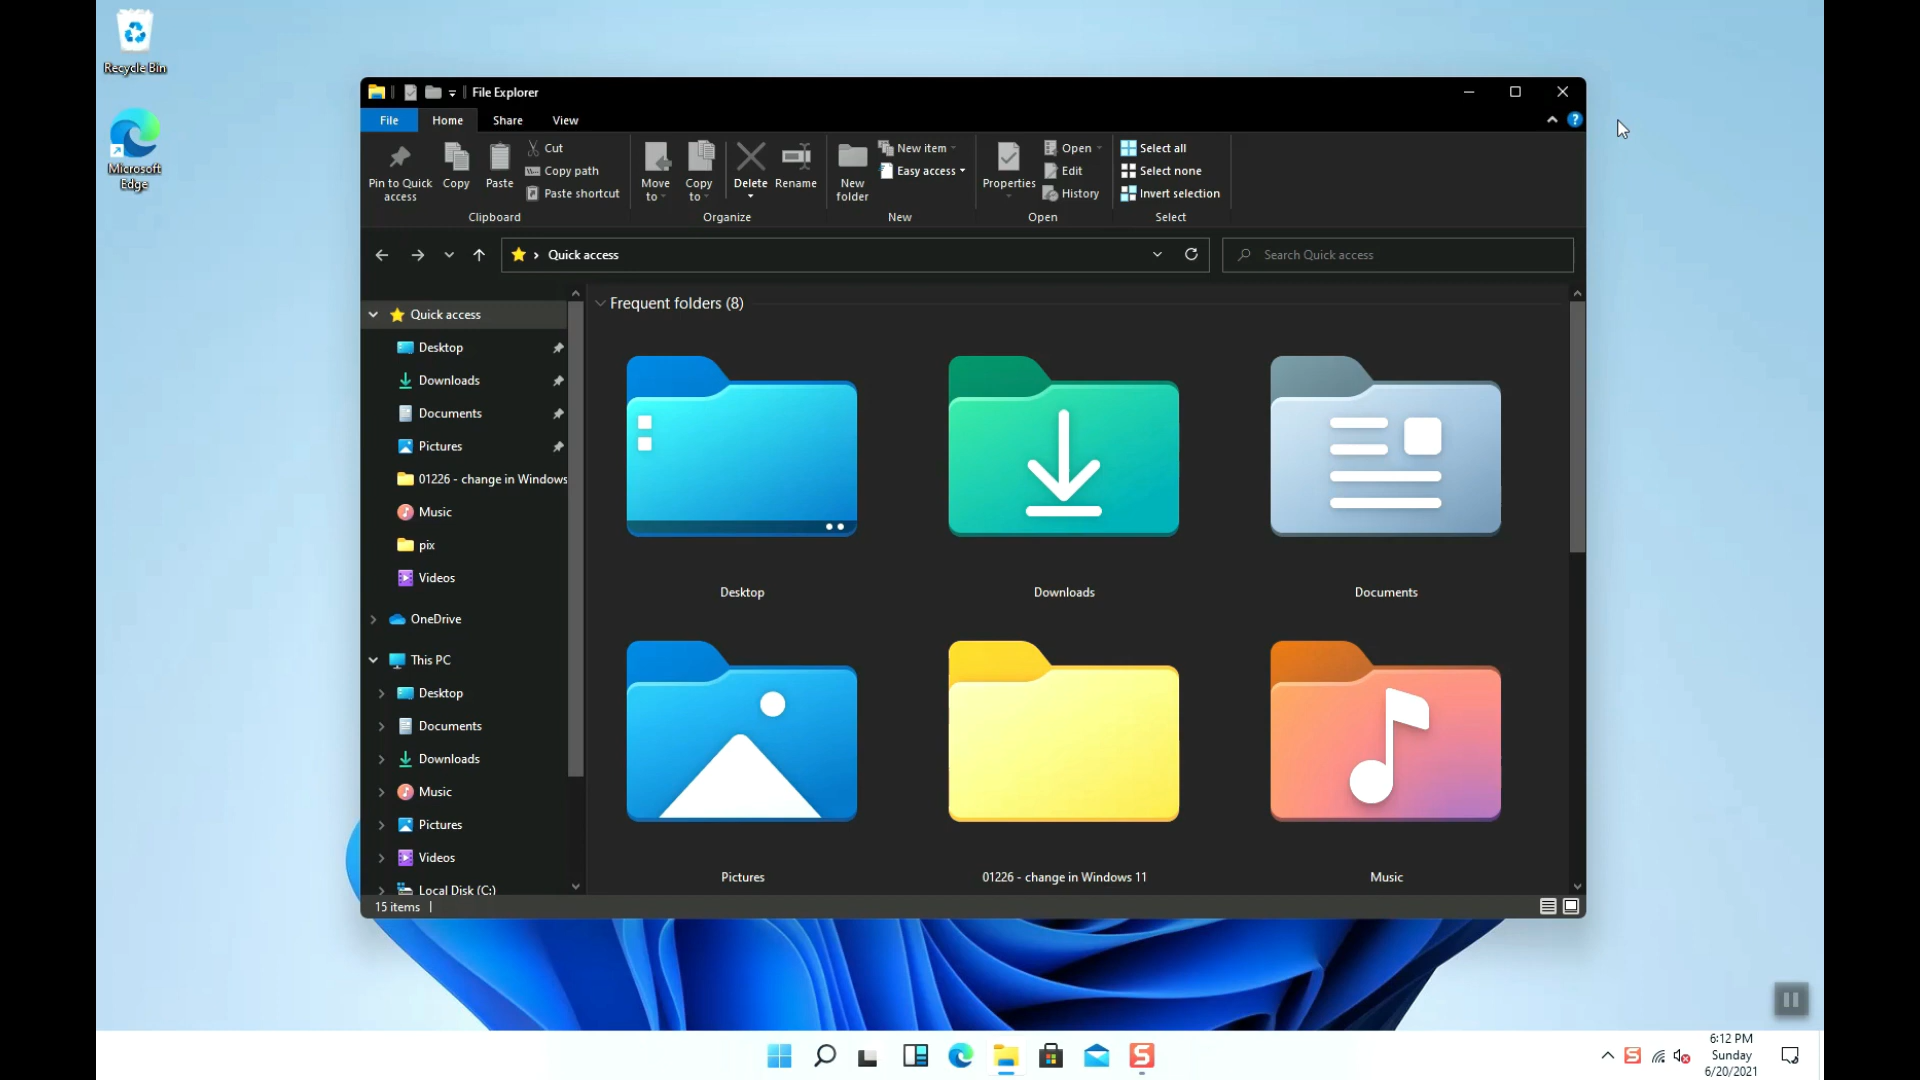 Recycle Bin
Microsoft
Edge
File Explorer
File Home Share View
Pin to Quick
access
Copy
Paste
Cut
Copy path
Paste shortcut
Clipboard
Move
to
Copy
to
Delete
Rename
Organize
New
folder
New item
Easy access
New
Properties
Open
Edit
History
Open
Select all
Select none
Invert selection
Select
Quick access
Search Quick access
Quick access
Desktop
Downloads
Documents
Pictures
01226 - change in Windows
Music
pix
Videos
OneDrive
This PC
Desktop
Documents
Downloads
Music
Pictures
Videos
Local Disk (C:)
Frequent folders (8)
Desktop Downloads Documents
Pictures 01226 - change in Windows 11 Music
15 items
S
S
6:12 PM
Sunday
6/20/2021